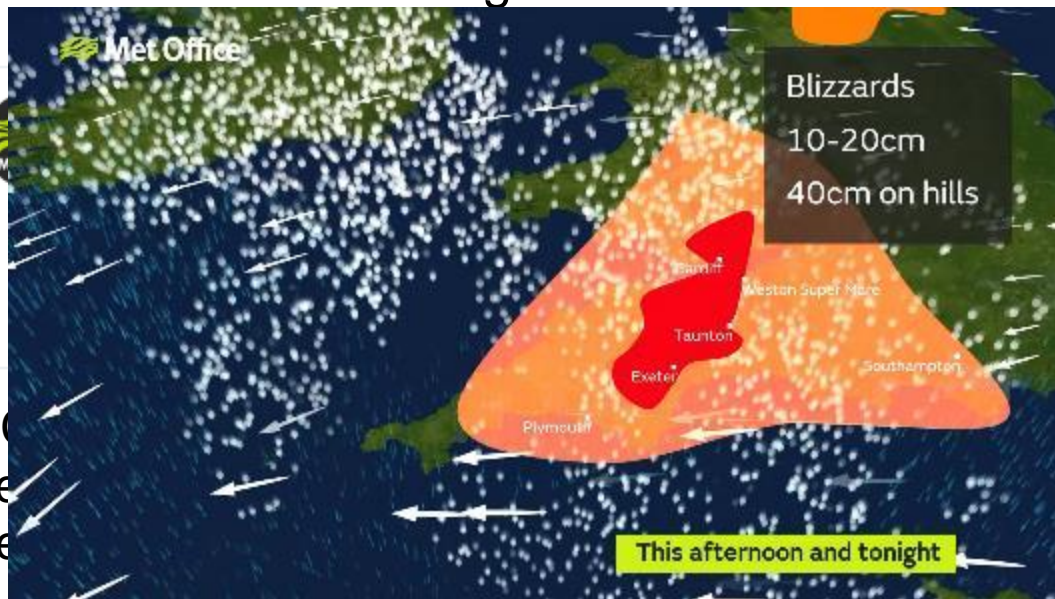 Met Office
Blizzards
10-20cm
40cm on hills
Cardiff
Weston Super Mare
Taunton
Exeter
Southampton
Plymouth
This afternoon and tonight